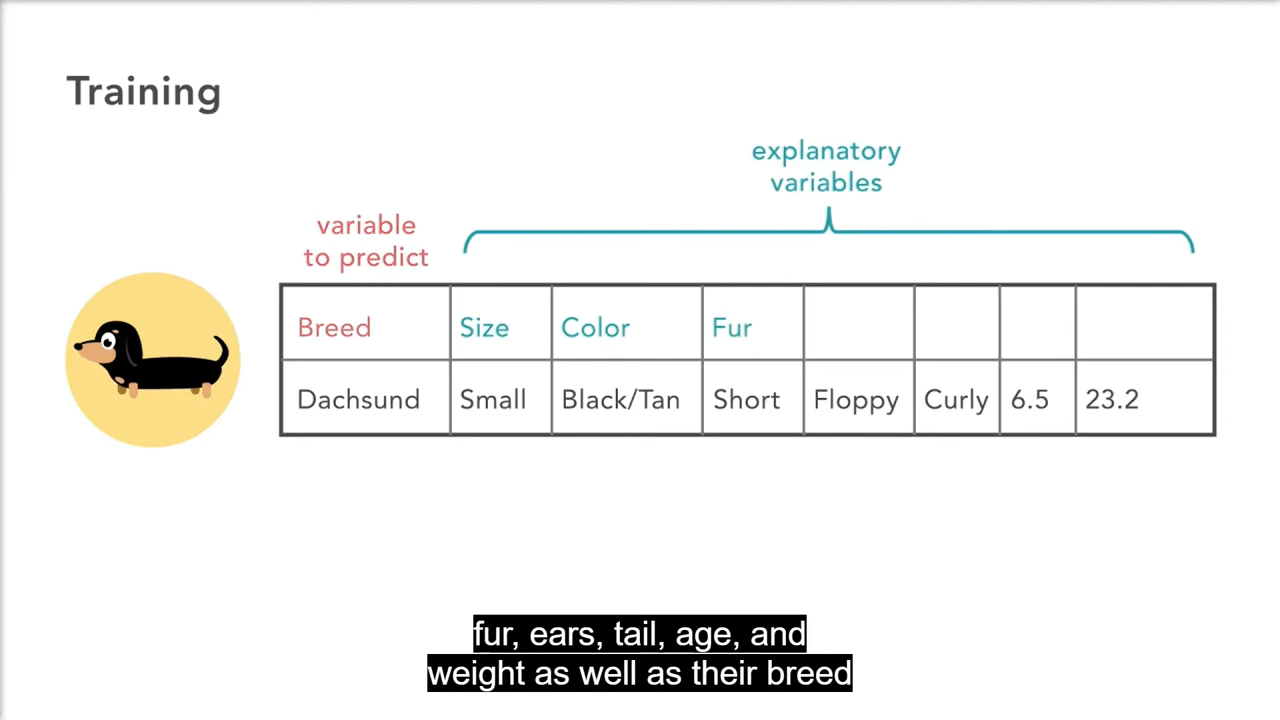 Training
explanatory
variables
variable
to predict
Breed Size Color Fur
Dachsund Small Black/Tan Short Floppy Curly 6.5 23.2
fur, ears, tail, age, and
weight as well as their breed